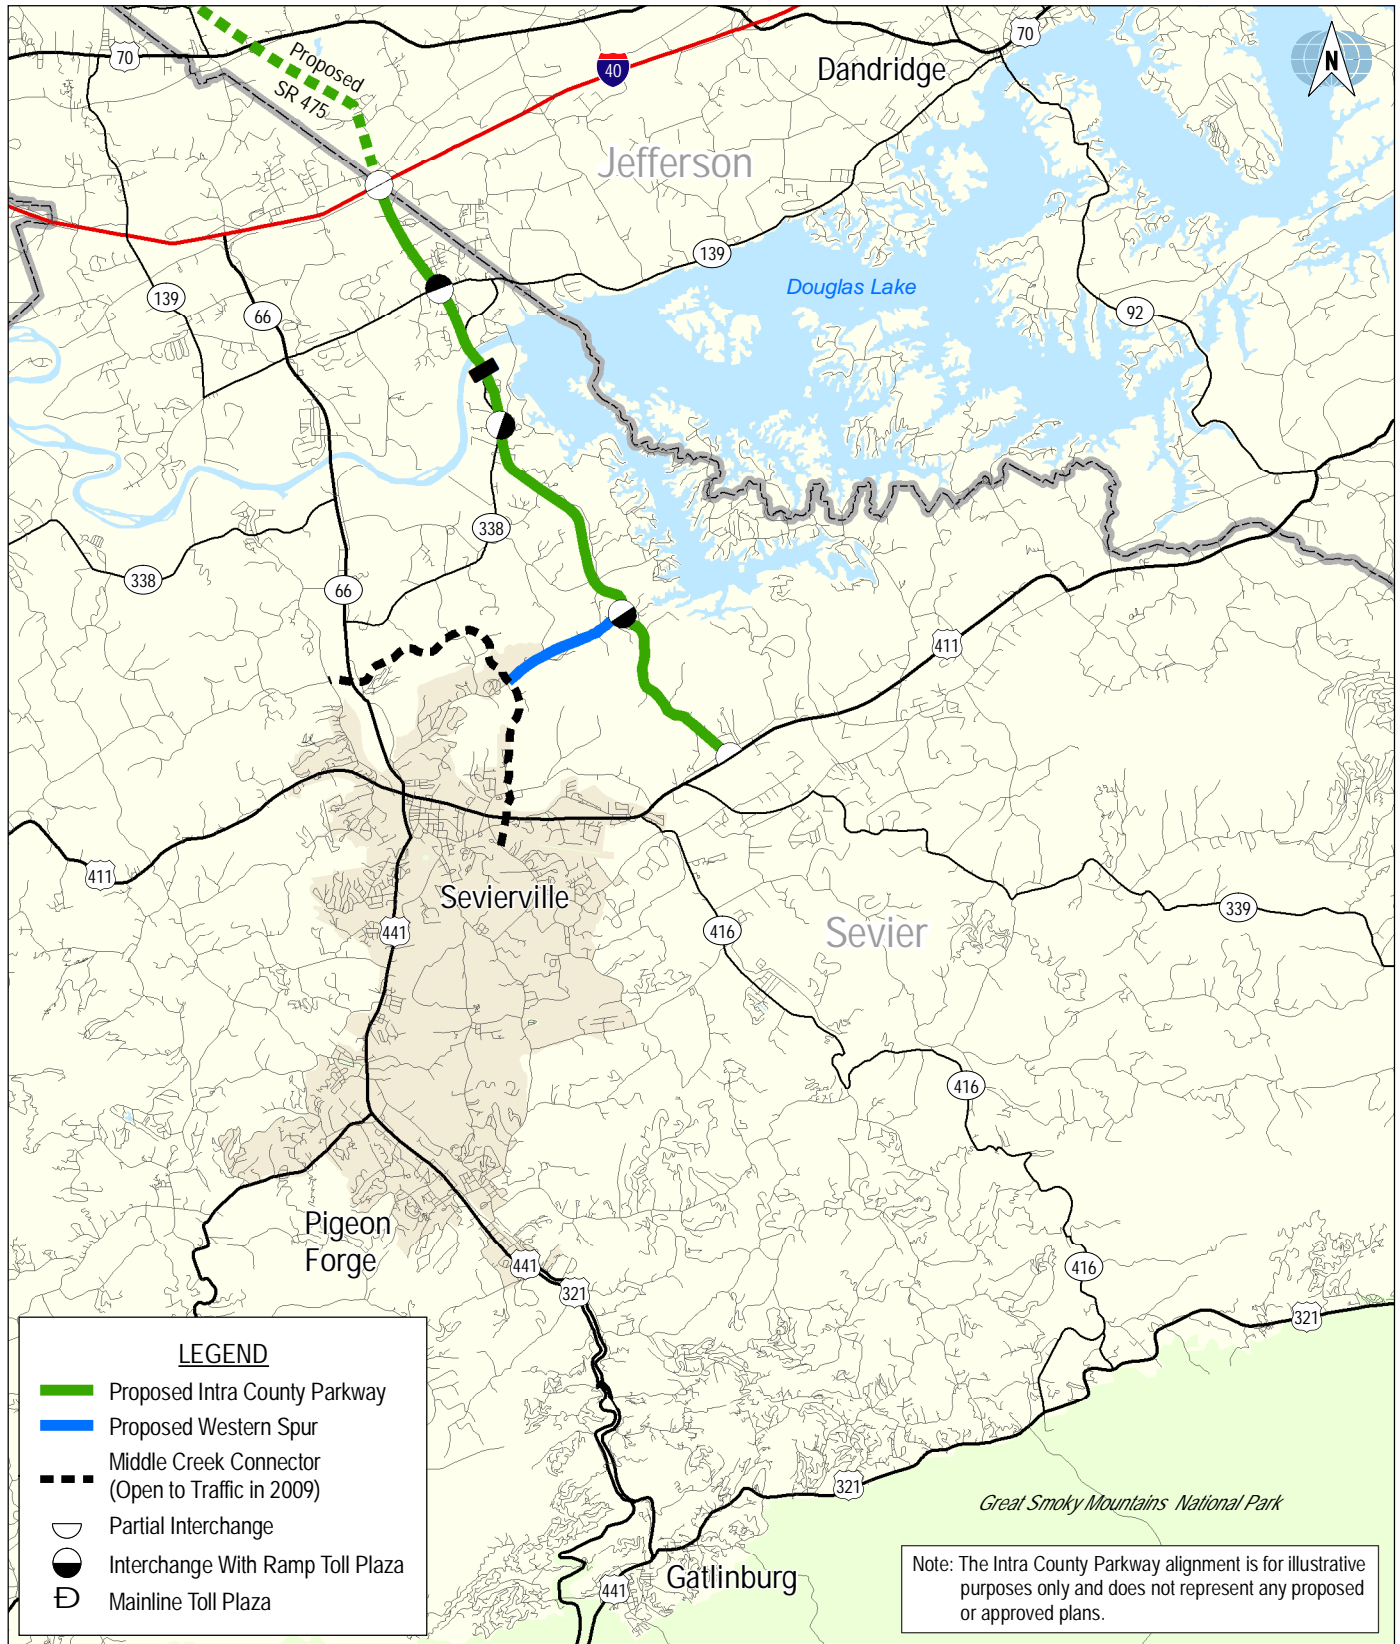 70
Proposed
SR 475
40
Dandridge
70
N
Jefferson
139
Douglas Lake
139
66
92
338
338
66
411
411
Sevierville
441
416
Sevier
339
416
Pigeon
Forge
441
321
416
321
LEGEND
Proposed Intra County Parkway
Proposed Western Spur
Middle Creek Connector
(Open to Traffic in 2009)
Partial Interchange
Interchange With Ramp Toll Plaza
Đ Mainline Toll Plaza
321
Great Smoky Mountains National Park
441
Gatlinburg
Note: The Intra County Parkway alignment is for illustrative
purposes only and does not represent any proposed
or approved plans.